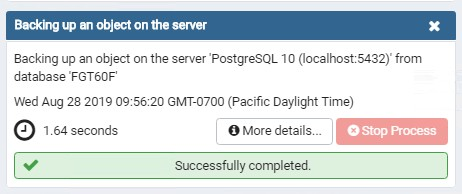 Backing up an object on the server
Backing up an object on the server 'PostgreSQL 10 (localhost:5432)' from
database 'FGT60F'
Wed Aug 28 2019 09:56:20 GMT-0700 (Pacific Daylight Time)
1.64 seconds
More details...
Stop Process
Successfully completed.